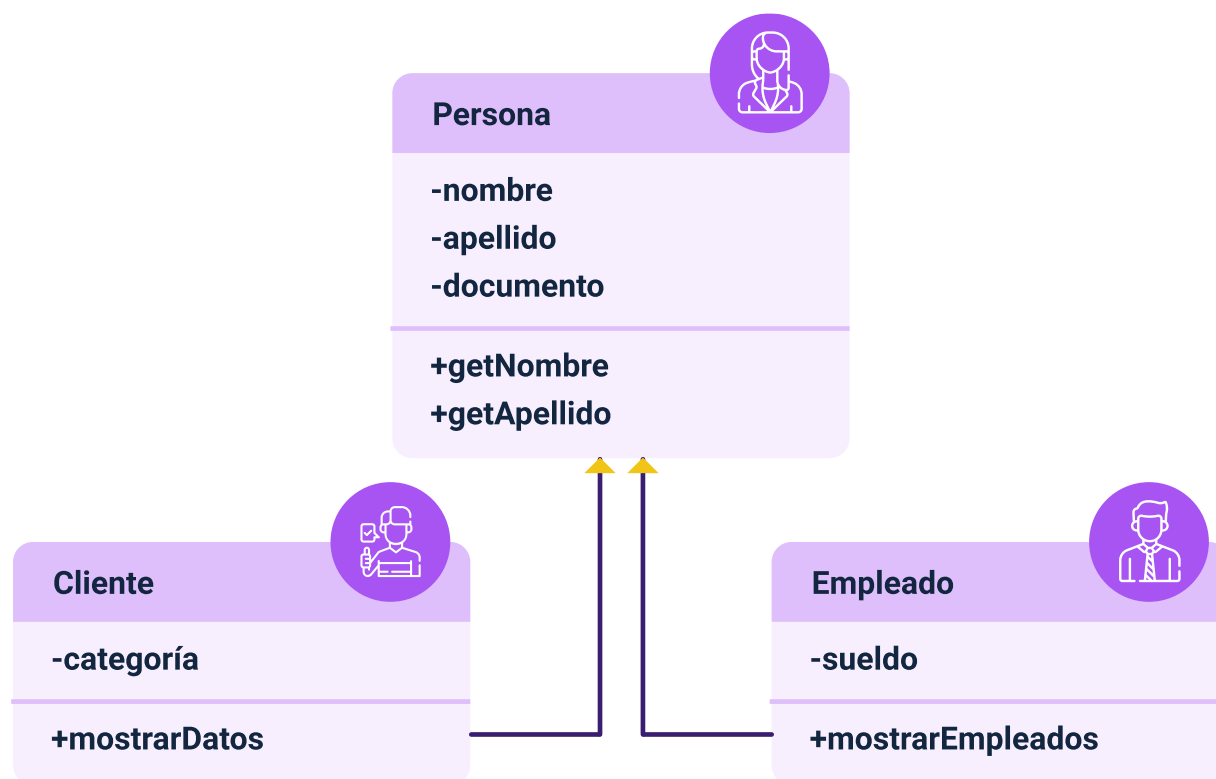 Persona
-nombre
-apellido
-documento
+getNombre
+getApellido
Cliente
-categoría
+mostrarDatos
Empleado
-sueldo
+mostrarEmpleados